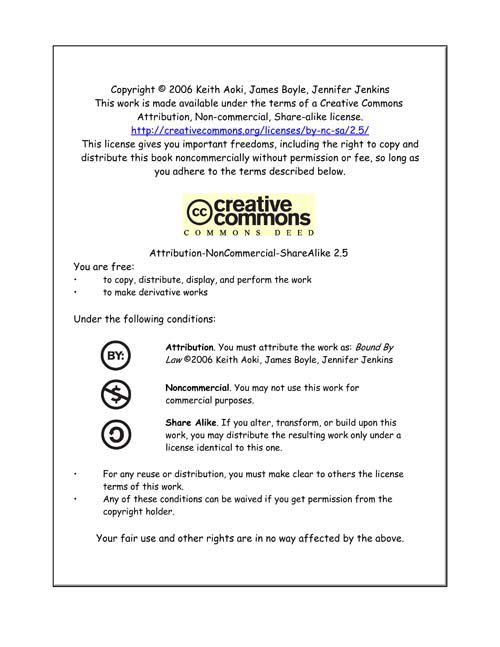 Copyright © 2006 Keith Aoki, James Boyle, Jennifer Jenkins
This work is made available under the terms of a Creative Commons
Attribution, Non-commercial, Share-alike license.
http://creativecommons.org/licenses/by-nc-sa/2.5/
This license gives you important freedoms, including the right to copy and
distribute this book noncommercially without permission or fee, so long as
you adhere to the terms described below.
cc creative
commons
COMMONS DEED
Attribution-NonCommercial-ShareAlike 2.5
You are free:
• to copy, distribute, display, and perform the work
• to make derivative works
Under the following conditions:
BY:
Attribution. You must attribute the work as: Bound By
Law ©2006 Keith Aoki, James Boyle, Jennifer Jenkins
$
Noncommercial. You may not use this work for
commercial purposes.
Share Alike. If you alter, transform, or build upon this
work, you may distribute the resulting work only under a
license identical to this one.
• For any reuse or distribution, you must make clear to others the license
terms of this work.
• Any of these conditions can be waived if you get permission from the
copyright holder.
Your fair use and other rights are in no way affected by the above.